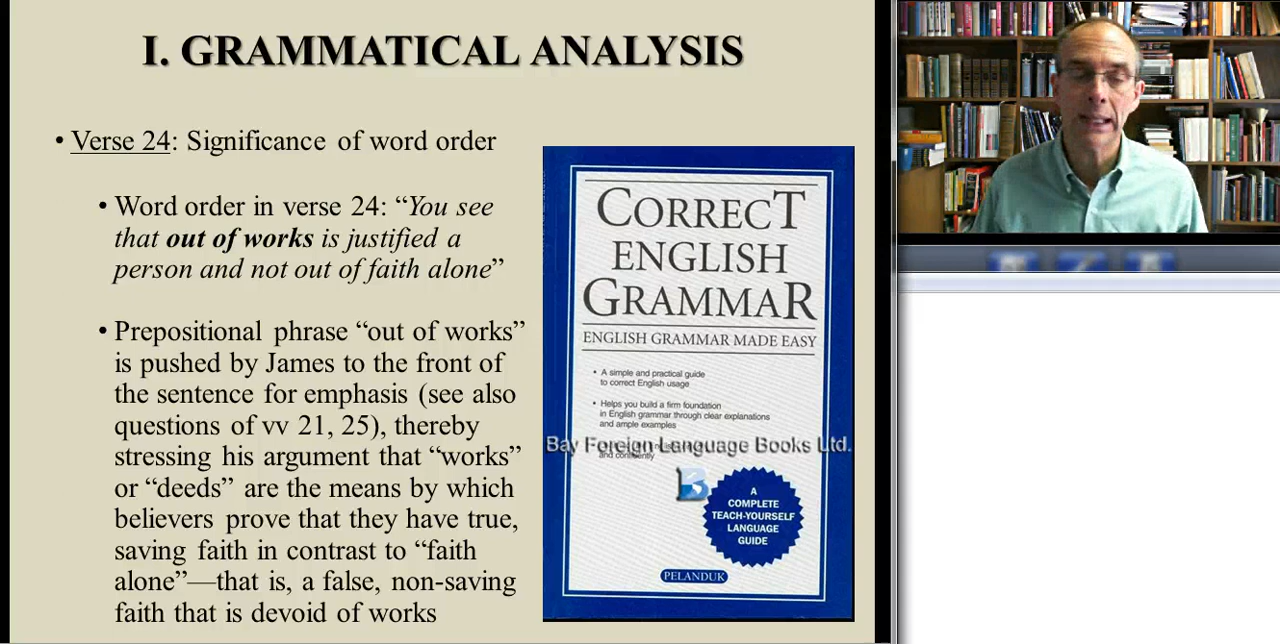 I. GRAMMATICAL ANALYSIS
• Verse 24: Significance of word order
• Word order in verse 24: “You see
that out of works is justified a
person and not out of faith alone”
• Prepositional phrase “out of works”
is pushed by James to the front of
the sentence for emphasis (see also
questions of vv 21, 25), thereby
stressing his argument that “works”
or “deeds” are the means by which
believers prove that they have true,
saving faith in contrast to “faith
alone”—that is, a false, non-saving
faith that is devoid of works
CORRECT
ENGLISH
GRAMMAR
ENGLISH GRAMMAR MADE EASY
• A simple and practical guide
to correct English usage
• Helps you build a firm foundation
in English grammar through clear explanations
and ample examples
Bay Foreign Language Books Ltd.
and confidently
A
COMPLETE
TEACH-YOURSELF
LANGUAGE
GUIDE
PELANDUK